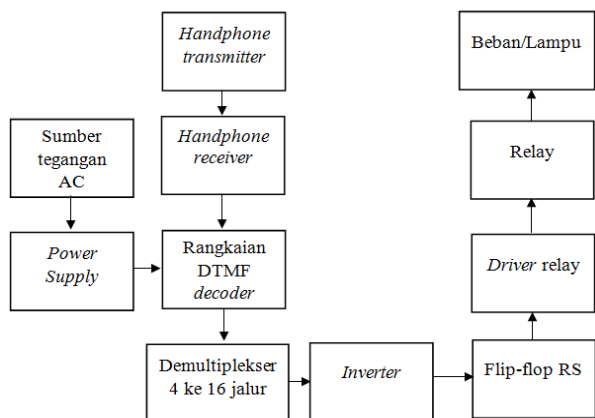 Handphone
transmitter
Beban/Lampu
Sumber
tegangan
AC
Handphone
receiver
Relay
Power
Supply
Rangkaian
DTMF
decoder
Driver relay
Demultiplekser
4 ke 16 jalur
Inverter
Flip-flop RS